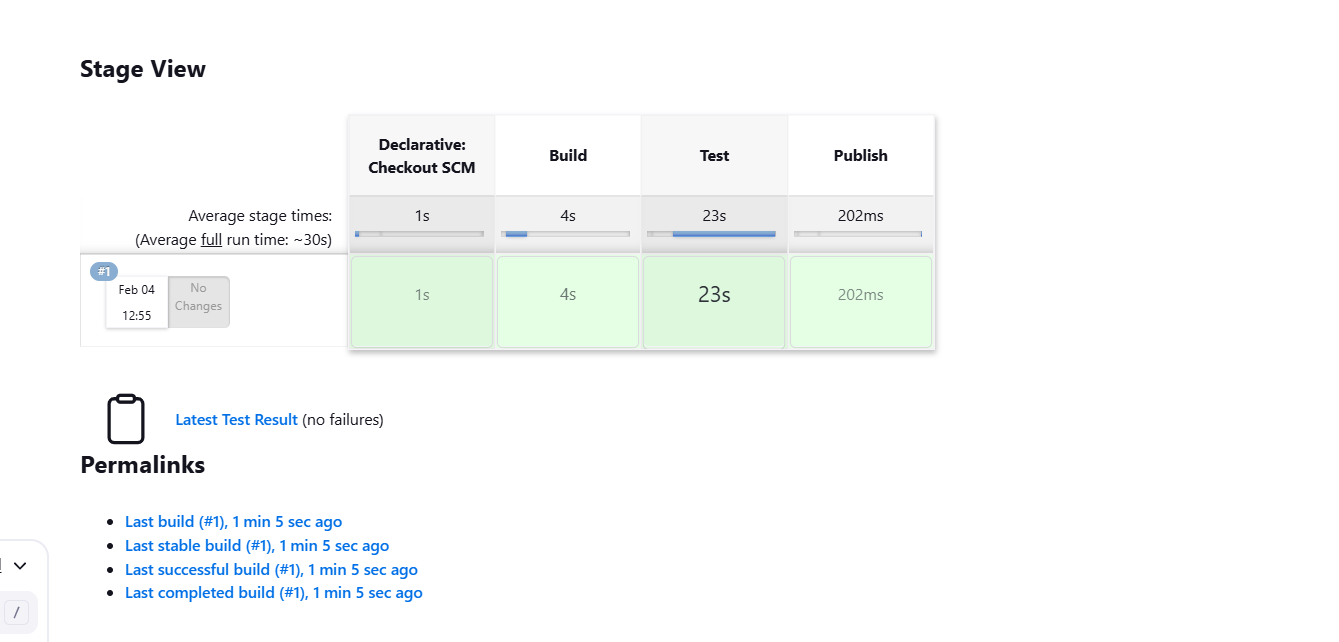 Stage View
Declarative:
Checkout SCM
Build
Test
Publish
Average stage times:
(Average full run time: ~30s)
1s
4s
23s
202ms
#1
Feb 04
12:55
No
Changes
1s
4s
23s
202ms
Latest Test Result (no failures)
Permalinks
Last build (#1), 1 min 5 sec ago
Last stable build (#1), 1 min 5 sec ago
Last successful build (#1), 1 min 5 sec ago
Last completed build (#1), 1 min 5 sec ago
/